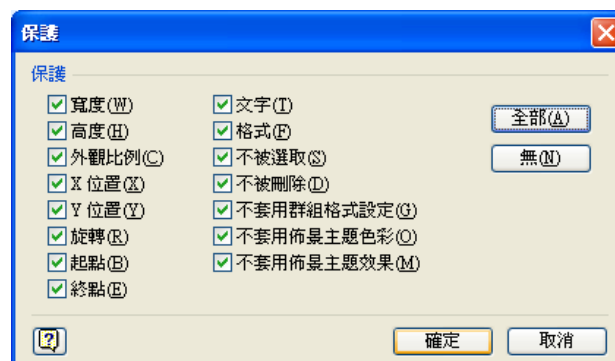 保護
保護
寬度(W)
高度(H)
外觀比例(C)
X 位置(X)
Y 位置(Y)
旋轉(R)
起點(B)
終點(E)
文字(T)
格式(F)
不被選取(S)
不被刪除(D)
不套用群組格式設定(G)
不套用佈景主題色彩(O)
不套用佈景主題效果(M)
全部(A)
無(N)
確定
取消